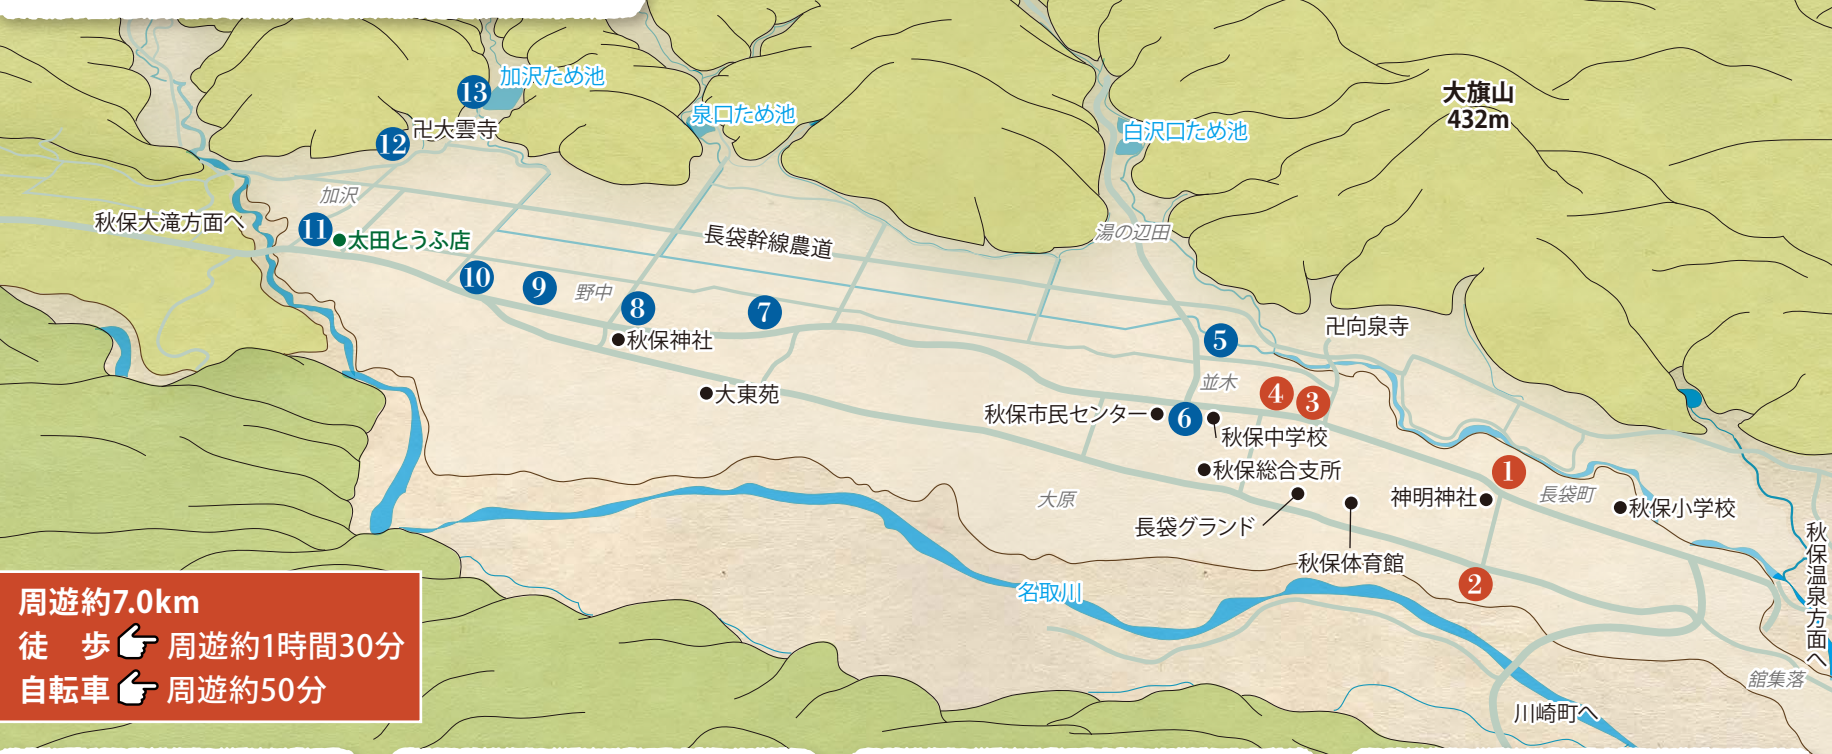 13
加沢ため池
泉口ため池
大旗山
432m
白沢口ため池
12
卍大雲寺
加沢
秋保大滝方面へ
11
太田とうふ店
長袋幹線農道
湯の辺田
10
9
野中
8
7
秋保神社
5
卍向泉寺
並木
4
3
大東苑
秋保市民センター
6
秋保中学校
秋保総合支所
1
大原
長袋グランド
神明神社
長袋町
秋保小学校
秋保体育館
2
名取川
秋保温泉方面へ
舘集落
川崎町へ
周遊約7.0km
徒　歩 周遊約1時間30分
自転車 周遊約50分